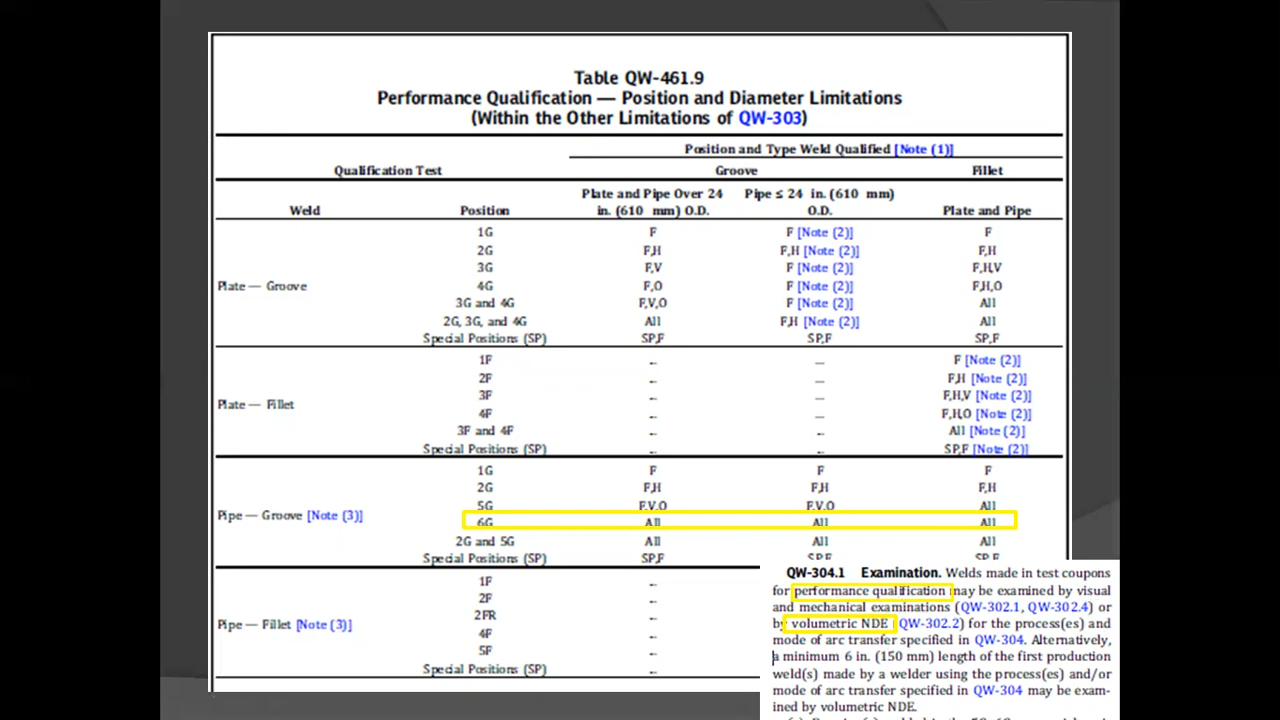 Table QW-461.9
Performance Qualification — Position and Diameter Limitations
(Within the Other Limitations of QW-303)
Position and Type Weld Qualified [Note (1)]
Qualification Test Groove Fillet
Weld Position Plate and Pipe Over 24 in. (610 mm) O.D. Pipe ≤ 24 in. (610 mm) O.D. Plate and Pipe
1G F F [Note (2)] F
2G F,H F,H [Note (2)] F,H
3G F,V F [Note (2)] F,H,V
Plate — Groove 4G F,O F [Note (2)] F,H,O
3G and 4G F,V,O F [Note (2)] All
2G, 3G, and 4G All F,H [Note (2)] All
Special Positions (SP) SP,F SP,F SP,F
1F ... ... F [Note (2)]
2F ... ... F,H [Note (2)]
3F ... ... F,H,V [Note (2)]
Plate — Fillet 4F ... ... F,H,O [Note (2)]
3F and 4F ... ... All [Note (2)]
Special Positions (SP) ... ... SP,F [Note (2)]
1G F F F
2G F,H F,H F,H
5G F,V,O F,V,O All
Pipe — Groove [Note (3)] 6G All All All
2G and 5G All All All
Special Positions (SP) SP,F SP,F SP,F
1F ...
2F ...
2FR ...
Pipe — Fillet [Note (3)] 4F ...
5F ...
Special Positions (SP) ...
QW-304.1 Examination. Welds made in test coupons
for performance qualification may be examined by visual
and mechanical examinations (QW-302.1, QW-302.4) or
by volumetric NDE (QW-302.2) for the process(es) and
mode of arc transfer specified in QW-304. Alternatively,
a minimum 6 in. (150 mm) length of the first production
weld(s) made by a welder using the process(es) and/or
mode of arc transfer specified in QW-304 may be exam-
ined by volumetric NDE.